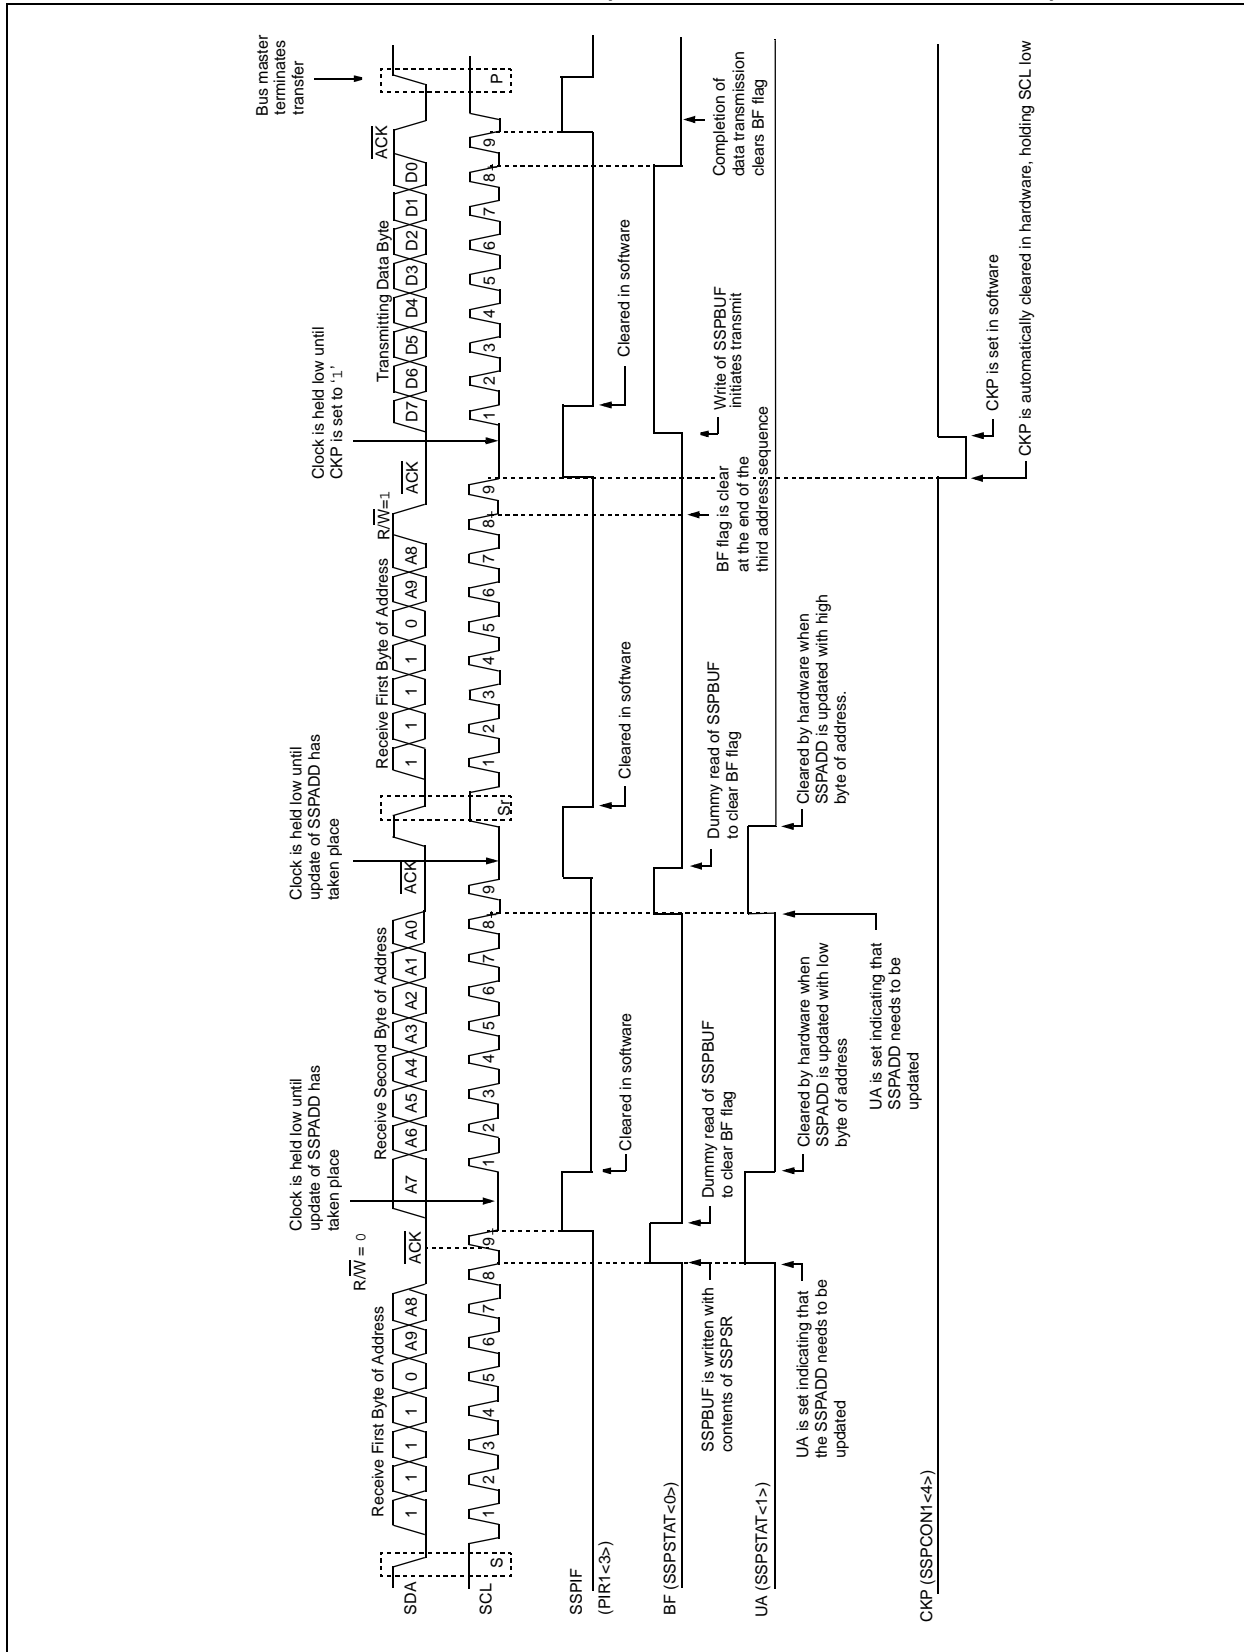 Bus master
terminates
transfer
Clock is held low until
CKP is set to ‘1’
Clock is held low until
update of SSPADD has
taken place
Clock is held low until
update of SSPADD has
taken place
R/W = 0
R/W=1
Receive First Byte of Address
ACK
Receive Second Byte of Address
ACK
Receive First Byte of Address
ACK
Transmitting Data Byte
ACK
SDA
1 1 1 1 0 A9 A8
A7 A6 A5 A4 A3 A2 A1 A0
1 1 1 1 0 A9 A8
D7 D6 D5 D4 D3 D2 D1 D0
SCL
S
1 2 3 4 5 6 7 8 9
1 2 3 4 5 6 7 8 9
Sr
1 2 3 4 5 6 7 8 9
1 2 3 4 5 6 7 8 9
P
SSPIF
(PIR1<3>)
Cleared in software
Cleared in software
Cleared in software
BF (SSPSTAT<0>)
SSPBUF is written with
contents of SSPSR
Dummy read of SSPBUF
to clear BF flag
Dummy read of SSPBUF
to clear BF flag
BF flag is clear
at the end of the
third address sequence
Write of SSPBUF
initiates transmit
Completion of
data transmission
clears BF flag
UA (SSPSTAT<1>)
UA is set indicating that
the SSPADD needs to be
updated
Cleared by hardware when
SSPADD is updated with low
byte of address
UA is set indicating that
SSPADD needs to be
updated
Cleared by hardware when
SSPADD is updated with high
byte of address.
CKP (SSPCON1<4>)
CKP is set in software
CKP is automatically cleared in hardware, holding SCL low